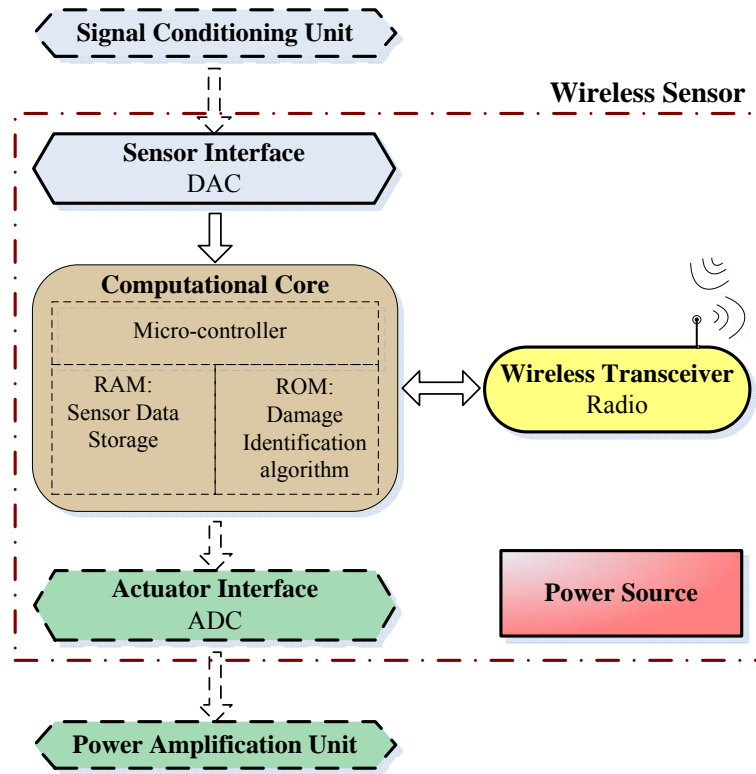 Signal Conditioning Unit
Wireless Sensor
Sensor Interface
DAC
Computational Core
Micro-controller
RAM:
Sensor Data
Storage
ROM:
Damage
Identification
algorithm
Wireless Transceiver
Radio
Actuator Interface
ADC
Power Source
Power Amplification Unit